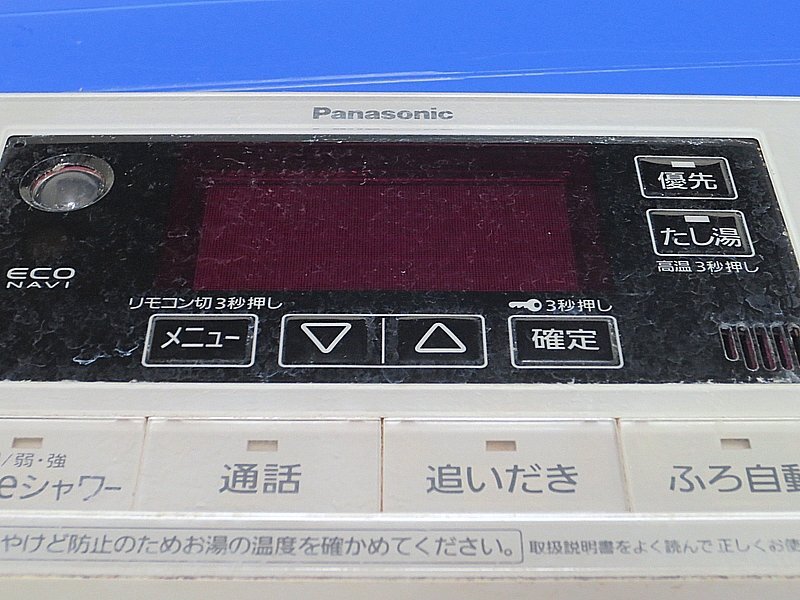 Panasonic
優先
たし湯
高温3秒押し
ECO
NAVI
リモコン切3秒押し
3秒押し
メニュー
確定
/弱・強
eシャワー
通話
追いだき
ふろ自動
やけど防止のためお湯の温度を確かめてください。
取扱説明書をよく読んで正しくお使